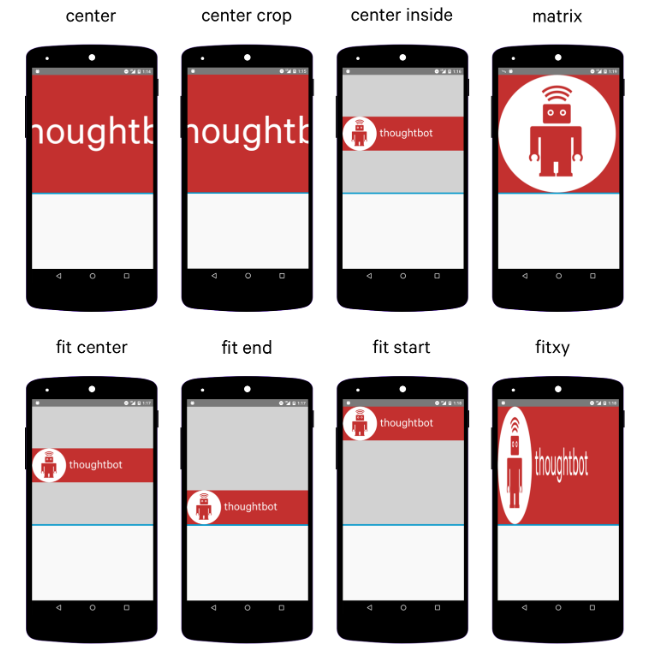 center
center crop
center inside
matrix
houghtb
houghtb
thoughtbot
fit center
fit end
fit start
fitxy
thoughtbot
thoughtbot
thoughtbot
thoughtbot